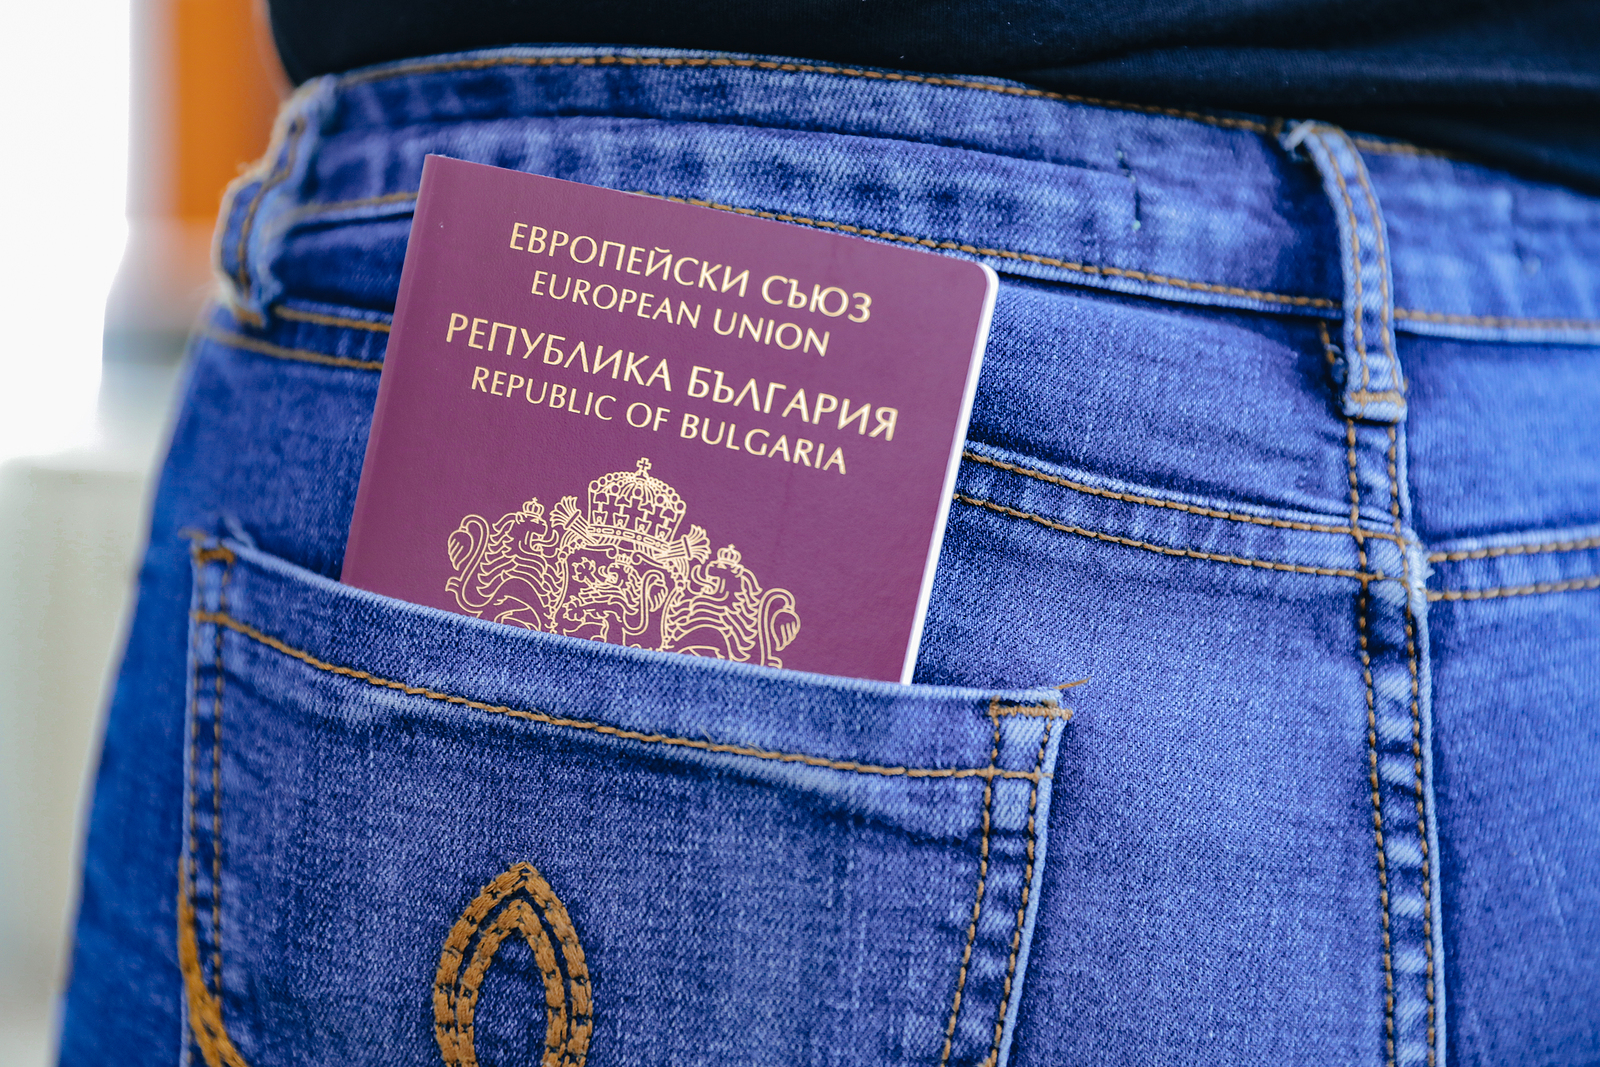 ЕВРОПЕЙСКИ СЪЮЗ
EUROPEAN UNION
РЕПУБЛИКА БЪЛГАРИЯ
REPUBLIC OF BULGARIA